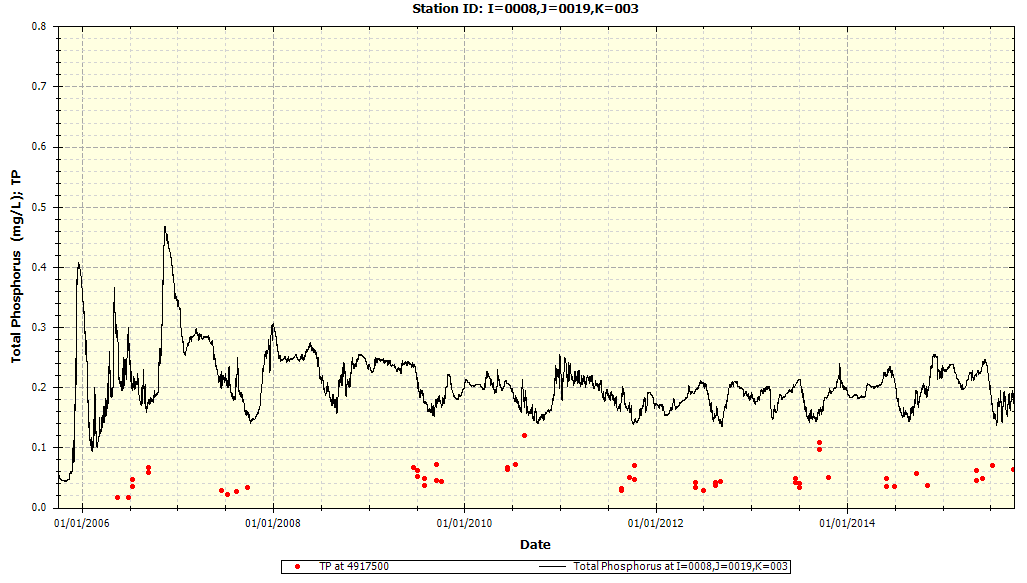 Station ID: I=0008,J=0019,K=003
Total Phosphorus (mg/L); TP
0.8
0.7
0.6
0.5
0.4
0.3
0.2
0.1
0.0
01/01/2006
01/01/2008
01/01/2010
01/01/2012
01/01/2014
Date
TP at 4917500
Total Phosphorus at I=0008,J=0019,K=003